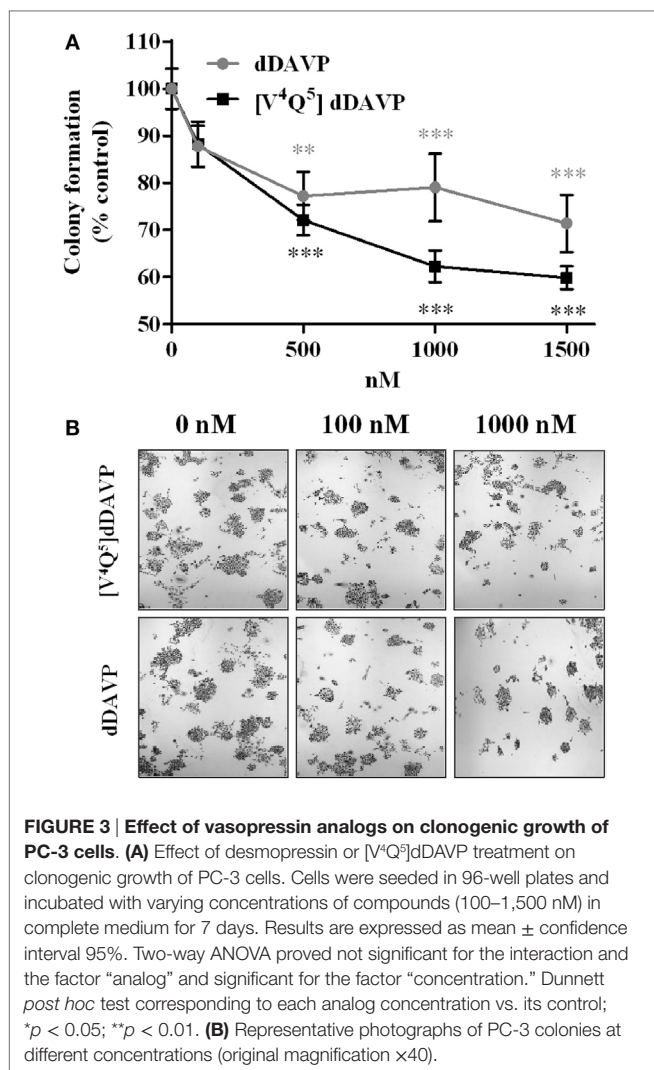 A
110
100
90
80
70
60
50
Colony formation
(% control)
dDAVP
[V⁴Q⁵] dDAVP
** *** ***
*** *** ***
0 500 1000 1500
nM
B
0 nM 100 nM 1000 nM
[V⁴Q⁵]dDAVP
dDAVP
FIGURE 3 | Effect of vasopressin analogs on clonogenic growth of
PC-3 cells. (A) Effect of desmopressin or [V⁴Q⁵]dDAVP treatment on
clonogenic growth of PC-3 cells. Cells were seeded in 96-well plates and
incubated with varying concentrations of compounds (100–1,500 nM) in
complete medium for 7 days. Results are expressed as mean ± confidence
interval 95%. Two-way ANOVA proved not significant for the interaction and
the factor “analog” and significant for the factor “concentration.” Dunnett
post hoc test corresponding to each analog concentration vs. its control;
*p < 0.05; **p < 0.01. (B) Representative photographs of PC-3 colonies at
different concentrations (original magnification ×40).